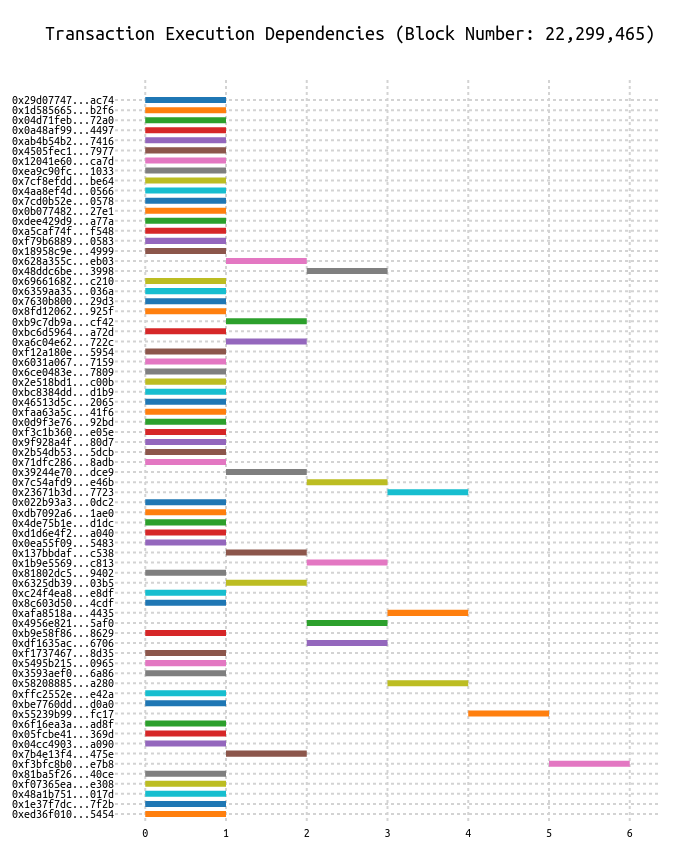 Transaction Execution Dependencies (Block Number: 22,299,465)
0x29d07747...ac74
0x1d585665...b2f6
0x04d71feb...72a0
0x0a48af99...4497
0xab4b54b2...7416
0x4505fec1...7977
0x12041e60...ca7d
0xea9c90fc...1033
0x7cf8efdd...be64
0x4aa8ef4d...0566
0x7cd0b52e...0578
0x0b077482...27e1
0xdee429d9...a77a
0xa5caf74f...f548
0xf79b6889...0583
0x18958c9e...4999
0x628a355c...eb03
0x48ddc6be...3998
0x69661682...c210
0x6359aa35...036a
0x7630b800...29d3
0x8fd12062...925f
0xb9c7db9a...cf42
0xbc6d5964...a72d
0xa6c04e62...722c
0xf12a180e...5954
0x6031a067...7159
0x6ce0483e...7809
0x2e518bd1...c00b
0xbc8384dd...d1b9
0x46513d5c...2065
0xfaa63a5c...41f6
0x0d9f3e76...92bd
0xf3c1b360...e05e
0x9f928a4f...80d7
0x2b54db53...5dcb
0x71dfc286...8adb
0x39244e70...dce9
0x7c54afd9...e46b
0x23671b3d...7723
0x022b93a3...0dc2
0xdb7092a6...1ae0
0x4de75b1e...d1dc
0xd1d6e4f2...a040
0x0ea55f09...5483
0x137bbdaf...c538
0x1b9e5569...c813
0x81802dc5...9402
0x6325db39...03b5
0xc24f4ea8...e8df
0x8c603d50...4cdf
0xafa8518a...4435
0x4956e821...5af0
0xb9e58f86...8629
0xdf1635ac...6706
0xf1737467...8d35
0x5495b215...0965
0x3593aef0...6a86
0x58208885...a280
0xffc2552e...e42a
0xbe7760dd...d0a0
0x55239b99...fc17
0x6f16ea3a...ad8f
0x05fcbe41...369d
0x04cc4903...a090
0x7b4e13f4...475e
0xf3bfc8b0...e7b8
0x81ba5f26...40ce
0xf07365ea...e308
0x48a1b751...017d
0x1e37f7dc...7f2b
0xed36f010...5454
0 1 2 3 4 5 6